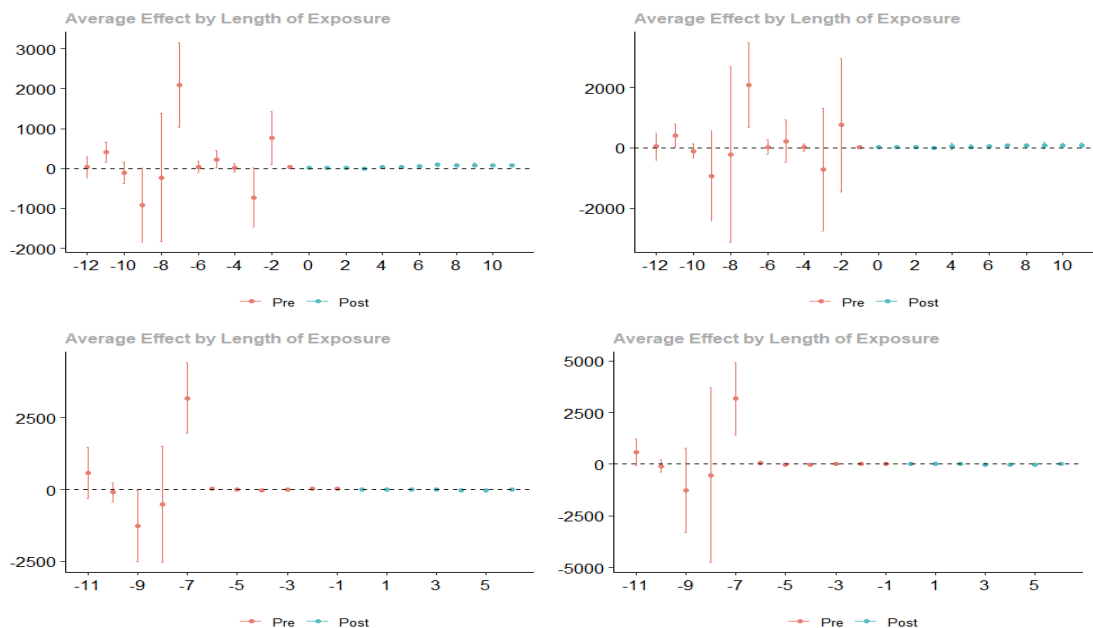 Average Effect by Length of Exposure
3000
2000
1000
0
-1000
-2000
-12 -10 -8 -6 -4 -2 0 2 4 6 8 10
Pre Post
Average Effect by Length of Exposure
2000
0
-2000
-12 -10 -8 -6 -4 -2 0 2 4 6 8 10
Pre Post
Average Effect by Length of Exposure
2500
0
-2500
-11 -9 -7 -5 -3 -1 1 3 5
Pre Post
Average Effect by Length of Exposure
5000
2500
0
-2500
-5000
-11 -9 -7 -5 -3 -1 1 3 5
Pre Post